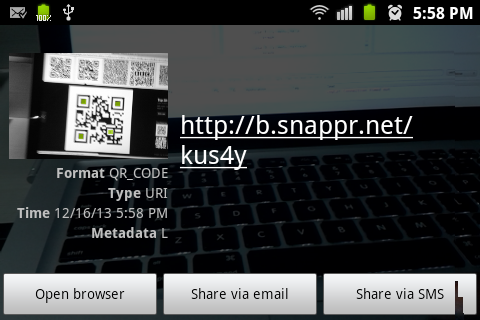 100%
5:58 PM
http://b.snappr.net/
kus4y
Format QR_CODE
Type URI
Time 12/16/13 5:58 PM
Metadata L
Open browser
Share via email
Share via SMS